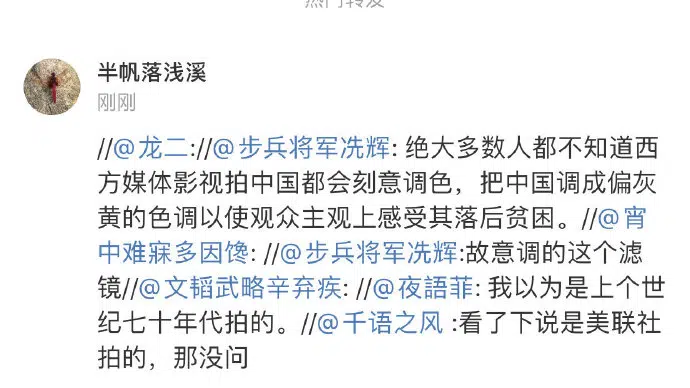 热门转发
半帆落浅溪
刚刚
//@龙二://@步兵将军冼辉: 绝大多数人都不知道西
方媒体影视拍中国都会刻意调色，把中国调成偏灰
黄的色调以使观众主观上感受其落后贫困。//@宵
中难寐多因馋: //@步兵将军冼辉:故意调的这个滤
镜//@文韬武略辛弃疾: //@夜語菲: 我以为是上个世
纪七十年代拍的。//@千语之风 :看了下说是美联社
拍的，那没问